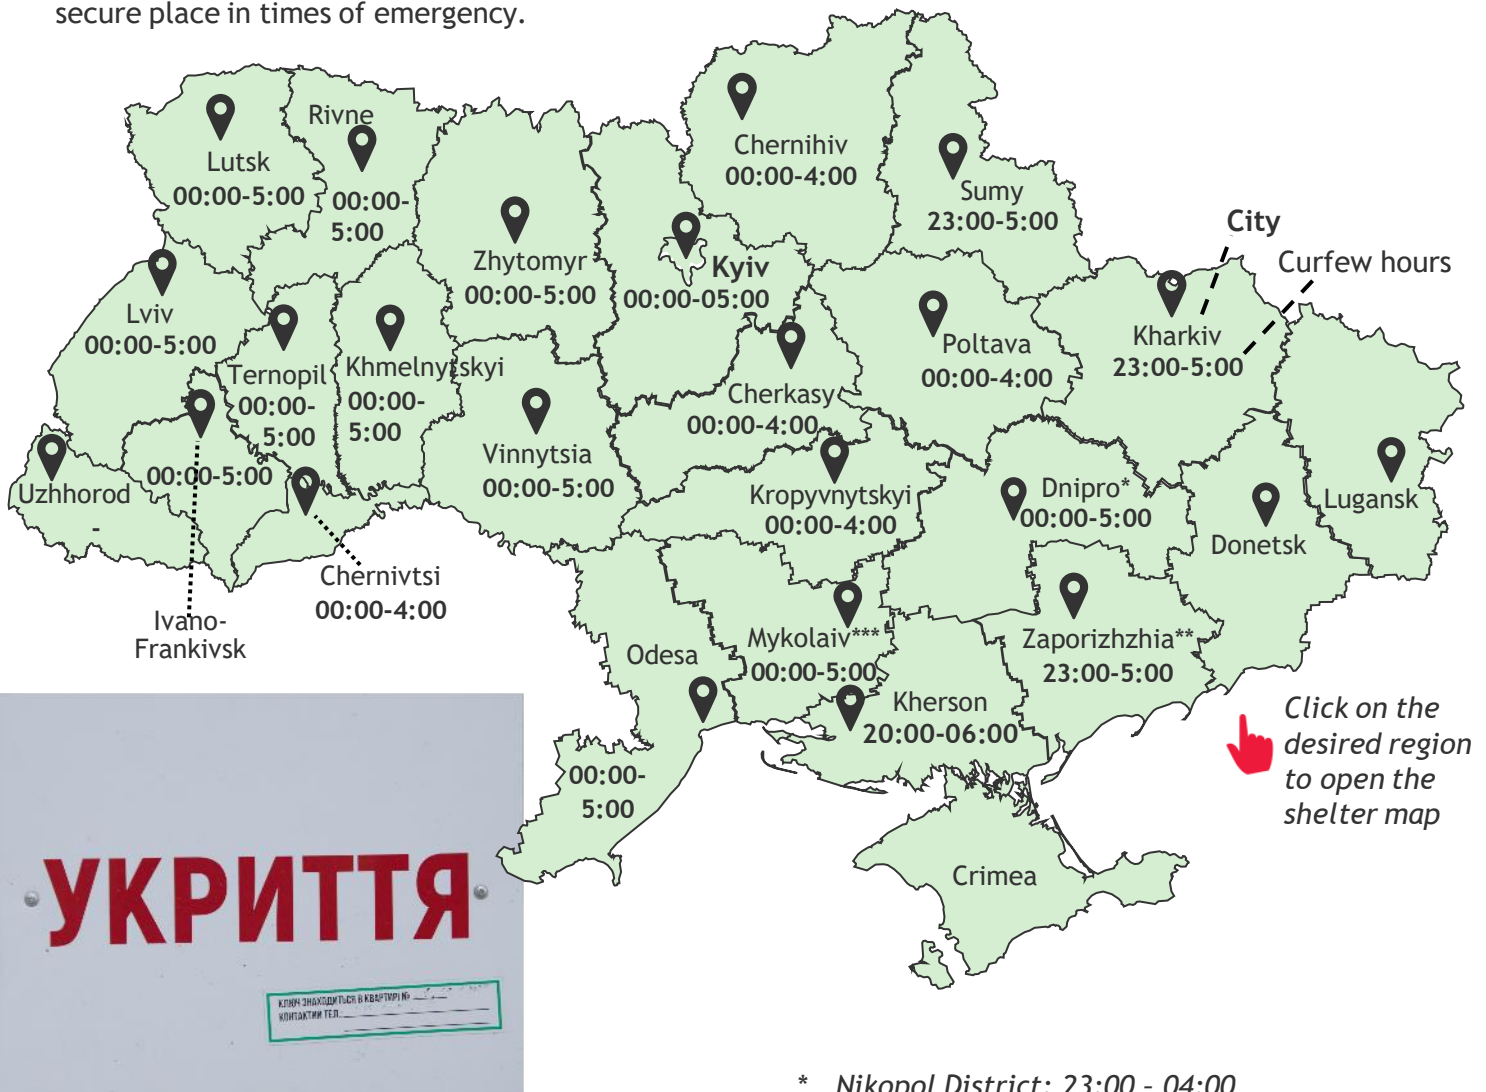 secure place in times of emergency.
Rivne
Lutsk
00:00-5:00
00:00-
5:00
Chernihiv
00:00-4:00
Sumy
23:00-5:00
City
Curfew hours
Zhytomyr
00:00-5:00
Kyiv
00:00-05:00
Lviv
00:00-5:00
Ternopil
00:00-
5:00
Khmelnytskyi
00:00-
5:00
Poltava
00:00-4:00
Kharkiv
23:00-5:00
Cherkasy
00:00-4:00
Vinnytsia
00:00-5:00
00:00-5:00
Uzhhorod
-
Kropyvnytskyi
00:00-4:00
Dnipro*
00:00-5:00
Lugansk
Donetsk
Chernivtsi
00:00-4:00
Ivano-
Frankivsk
Odesa
Mykolaiv***
00:00-5:00
Zaporizhzhia**
23:00-5:00
Kherson
20:00-06:00
00:00-
5:00
Click on the
desired region
to open the
shelter map
Crimea
УКРИТТЯ
КЛЮЧ ЗНАХОДИТЬСЯ В КВАРТИРІ №
КОНТАКТНИ ТЕЛ.
* Nikopol District: 23:00 – 04:00